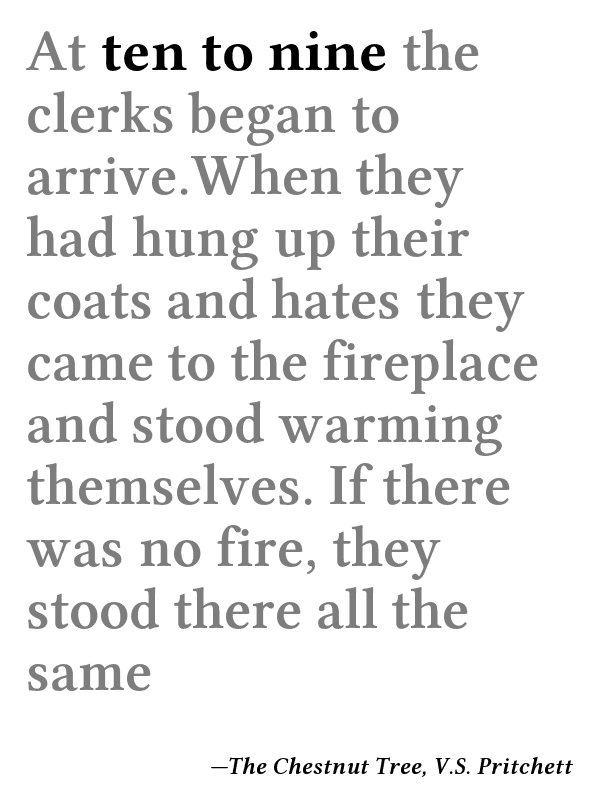 At ten to nine the
clerks began to
arrive.When they
had hung up their
coats and hates they
came to the fireplace
and stood warming
themselves. If there
was no fire, they
stood there all the
same
—The Chestnut Tree, V.S. Pritchett